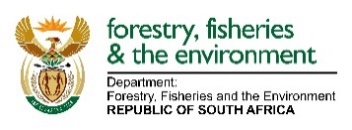 forestry, fisheries
& the environment
Department:
Forestry, Fisheries and the Environment
REPUBLIC OF SOUTH AFRICA